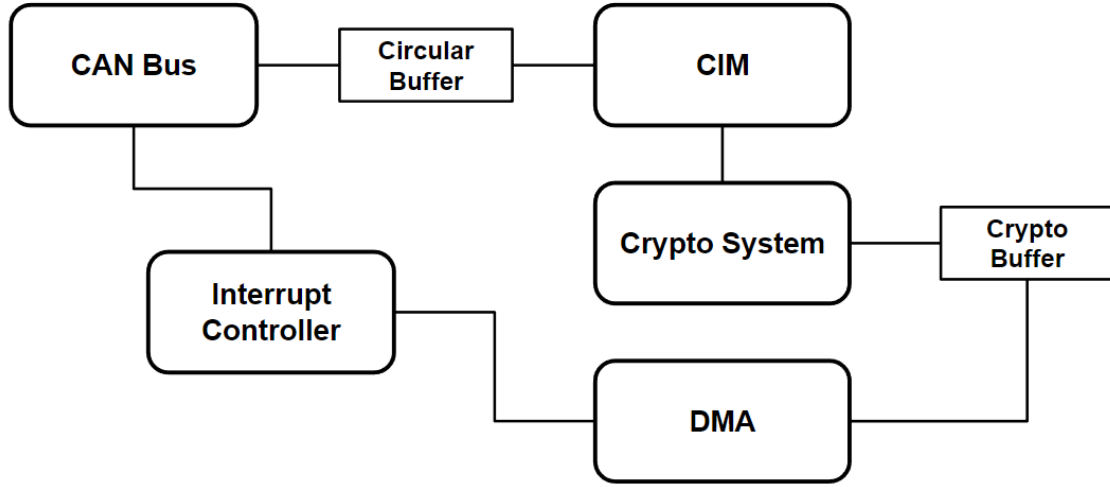 CAN Bus
Circular
Buffer
CIM
Crypto System
Crypto
Buffer
Interrupt
Controller
DMA